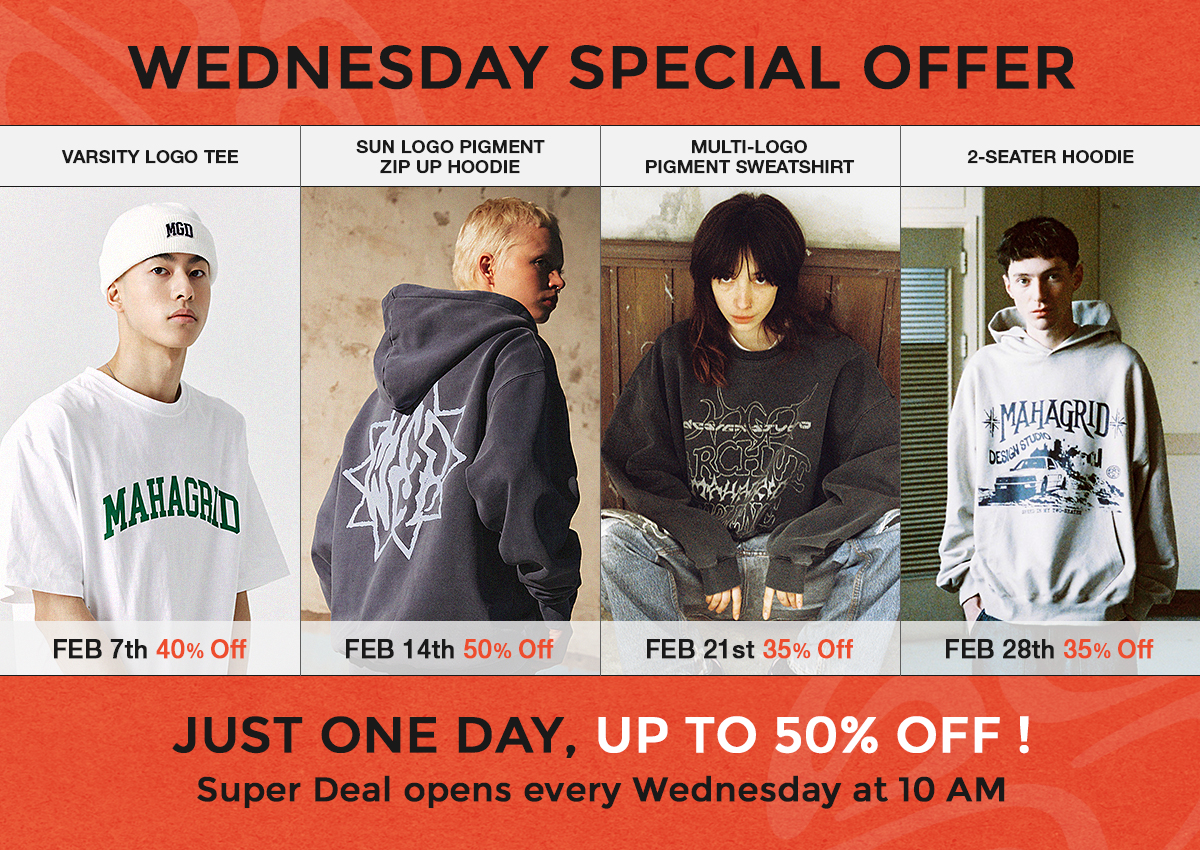 WEDNESDAY SPECIAL OFFER
VARSITY LOGO TEE
SUN LOGO PIGMENT
ZIP UP HOODIE
MULTI-LOGO
PIGMENT SWEATSHIRT
2-SEATER HOODIE
MGD
MAHAGRID
DESIGN STUDIO
MAHAGRID
DESIGN STUDIO
FEB 7th 40% Off
FEB 14th 50% Off
FEB 21st 35% Off
FEB 28th 35% Off
JUST ONE DAY, UP TO 50% OFF !
Super Deal opens every Wednesday at 10 AM